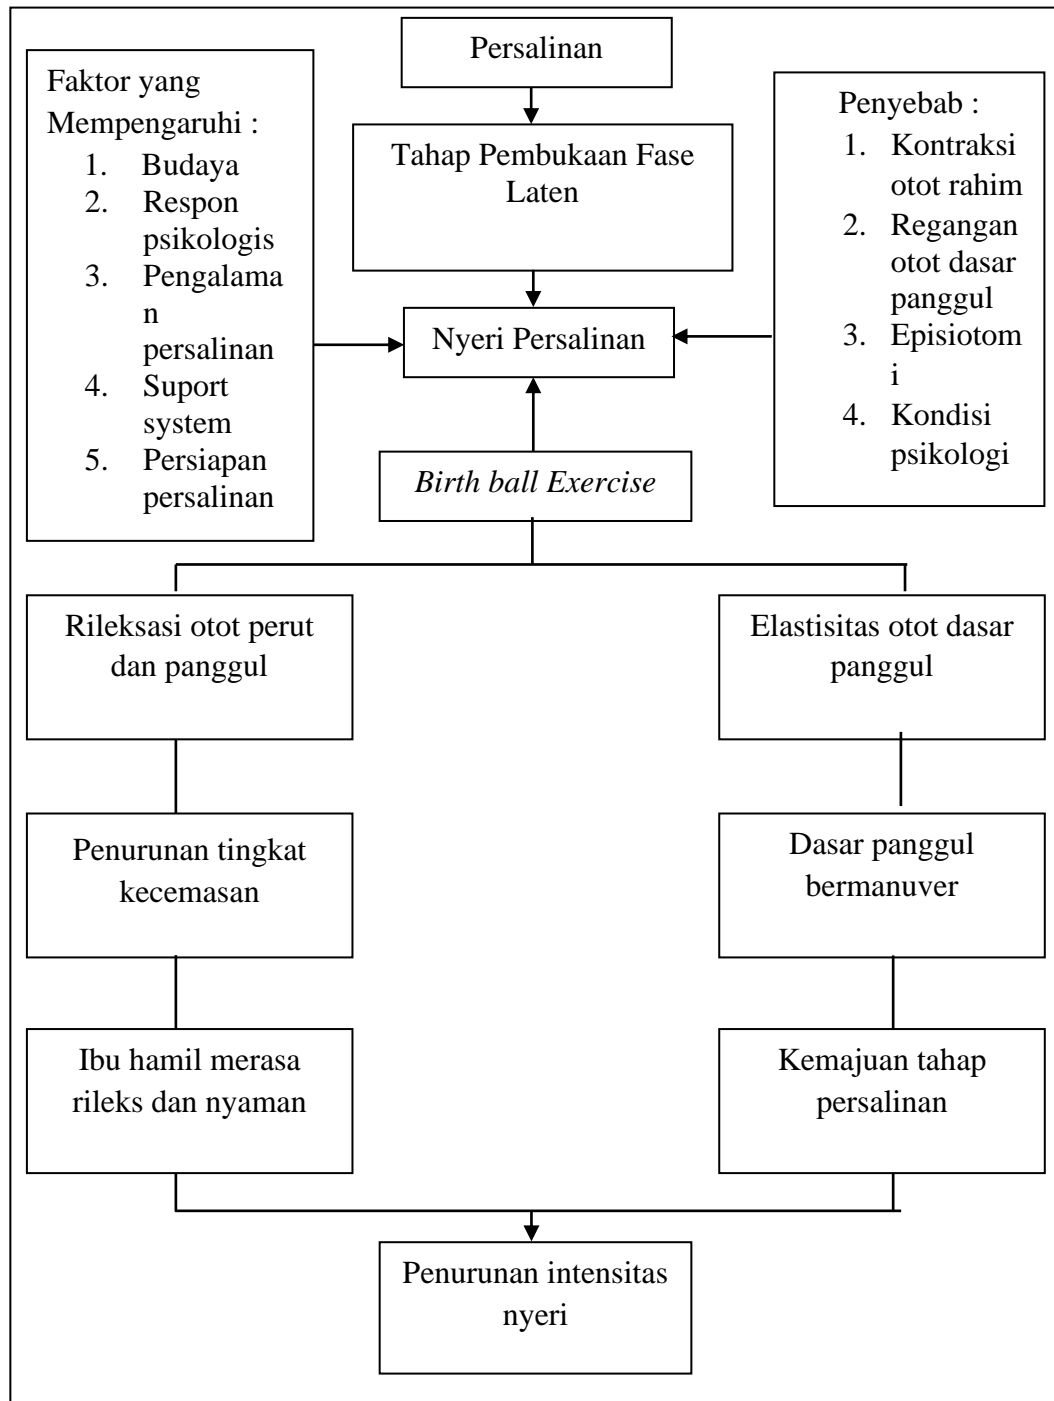 Persalinan
Faktor yang
Mempengaruhi :
1. Budaya
2. Respon
psikologis
3. Pengalama
n
persalinan
4. Suport
system
5. Persiapan
persalinan
Tahap Pembukaan Fase
Laten
Penyebab :
1. Kontraksi
otot rahim
2. Regangan
otot dasar
panggul
3. Episiotom
i
4. Kondisi
psikologi
Nyeri Persalinan
Birth ball Exercise
Rileksasi otot perut
dan panggul
Elastisitas otot dasar
panggul
Penurunan tingkat
kecemasan
Dasar panggul
bermanuver
Ibu hamil merasa
rileks dan nyaman
Kemajuan tahap
persalinan
Penurunan intensitas
nyeri